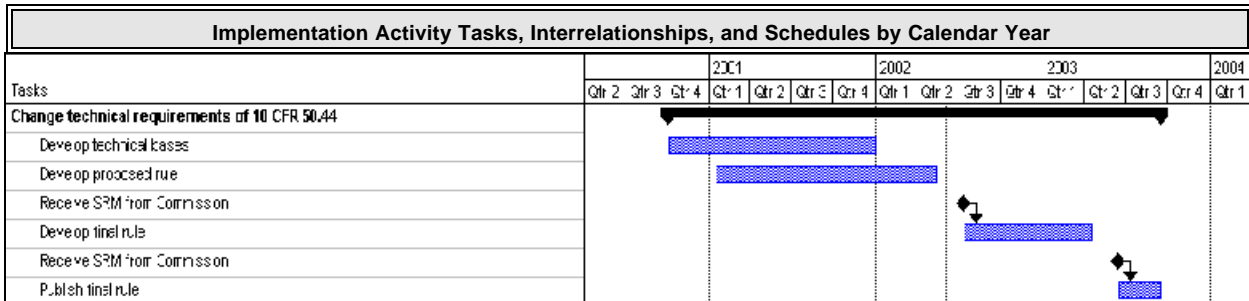 Implementation Activity Tasks, Interrelationships, and Schedules by Calendar Year
2001 2002 2003 2004
Tasks Qtr 2 Qtr 3 Qtr 4 Qtr 1 Qtr 2 Qtr 3 Qtr 4 Qtr 1 Qtr 2 Qtr 3 Qtr 4 Qtr 1 Qtr 2 Qtr 3 Qtr 4 Qtr 1
Change technical requirements of 10 CFR 50.44
Develop technical bases
Develop proposed rule
Receive SRM from Commission
Develop final rule
Receive SRM from Commission
Publish final rule